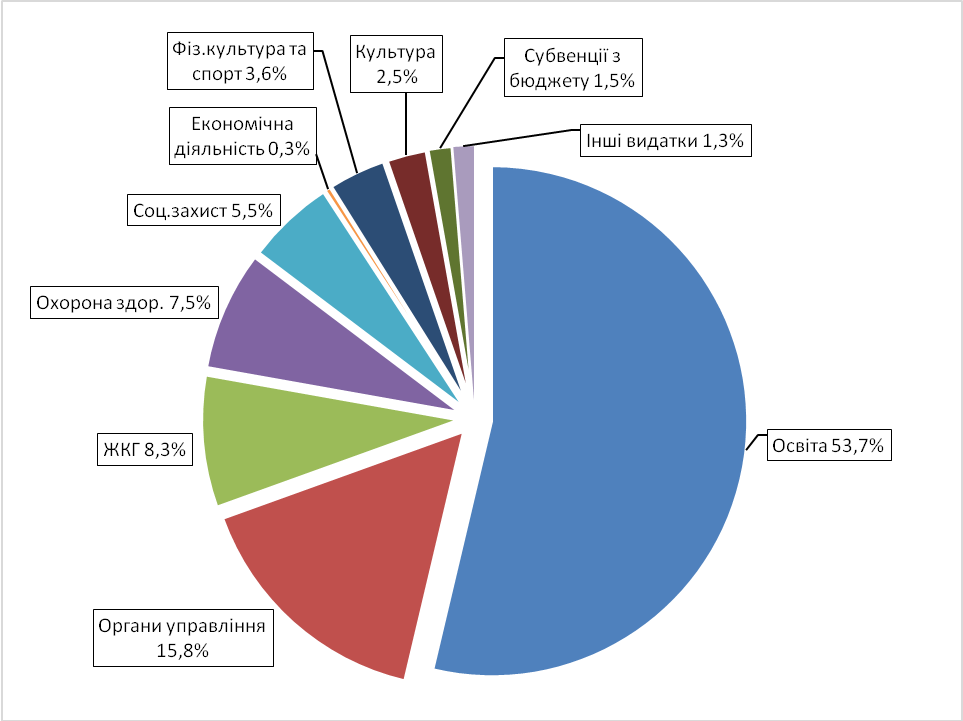 Фіз.культура та
спорт 3,6%
Культура
2,5%
Субвенції з
бюджету 1,5%
Економічна
діяльність 0,3%
Інші видатки 1,3%
Соц.захист 5,5%
Охорона здор. 7,5%
ЖКГ 8,3%
Освіта 53,7%
Органи управління
15,8%